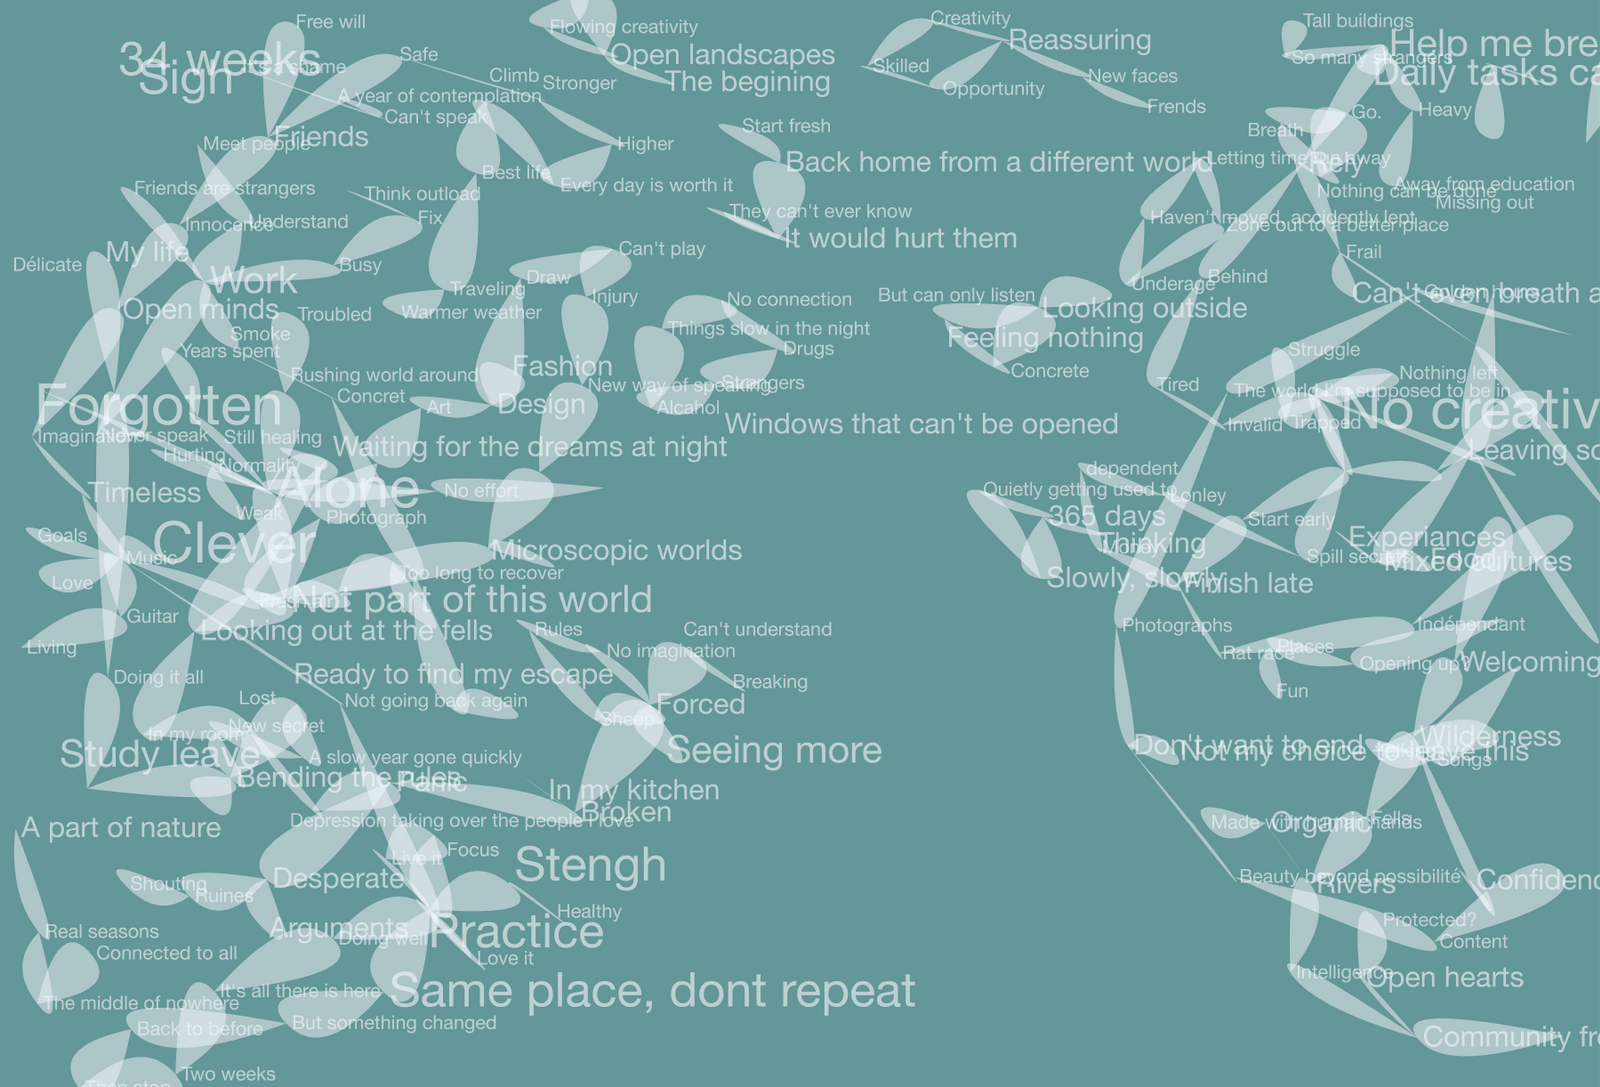 Free will
34 weeks
Sign
It's a shame
Safe
A year of contemplation
Can't speak
Climb
Stronger
Friends
Meet people
Higher
Best life
Every day is worth it
Friends are strangers
Think outload
Innocence
Understand
Fix
My life
Délicate
Work
Busy
Traveling
Open minds
Troubled
Warmer weather
Smoke
Years spent
Rushing world around
Concret
Art
Flowing creativity
Open landscapes
The begining
Start fresh
Back home from a different world
They can't ever know
It would hurt them
Can't play
Draw
Injury
No connection
Things slow in the night
Drugs
Fashion
New way of speaking
Strangers
Design
Alcahol
Windows that can't be opened
Creativity
Reassuring
Skilled
New faces
Opportunity
Frends
But can only listen
Looking outside
Feeling nothing
Concrete
Tall buildings
Help me bre
So many strangers
Daily tasks ca
Heavy
Go.
Breath
Letting time
away
Rely
Away from education
Nothing can be done
Missing out
Haven't moved, accidently kept
Zone out to a better place
Frail
Behind
Underage
Can't even breath a
Struggle
Nothing left
Tired
The world I'm supposed to be in
No creativ
Invalid
Trapped
Leaving so
Forgotten
Imagination
Never speak
Still healing
Waiting for the dreams at night
Hurting
Normality
Timeless
Alone
No effort
Weak
Photograph
Goals
Clever
Music
Microscopic worlds
Love
Too long to recover
Fresh air
Not part of this world
Guitar
Looking out at the fells
Living
Rules
Can't understand
No imagination
Doing it all
Ready to find my escape
Breaking
Lost
Not going back again
Forced
Sheep
New secret
In my room
Study leave
A slow year gone quickly
Seeing more
Bending the rules
Panic
In my kitchen
Broken
Depression taking over the people I love
A part of nature
Live it
Focus
Stengh
Shouting
Ruines
Desperate
Healthy
Arguments
Doing well
Practice
Real seasons
Connected to all
Love it
It's all there is here
Same place, dont repeat
The middle of nowhere
Back to before
But something changed
Two weeks
Then stop
dependent
Quietly getting used to
Lonley
365 days
Start early
Money
Thinking
Experiances
Spill secrets
Food
Mixed cultures
Slowly, slowly
Finish late
Photographs
Indépendant
Rat race
Places
Opening up?
Welcoming
Fun
Don't want to end
Not my choice to leave this
Wilderness
Songs
Made with human hands
Organic
Fells
Beauty beyond possibilité
Rivers
Confidenc
Protected?
Content
Intelligence
Open hearts
Community fr